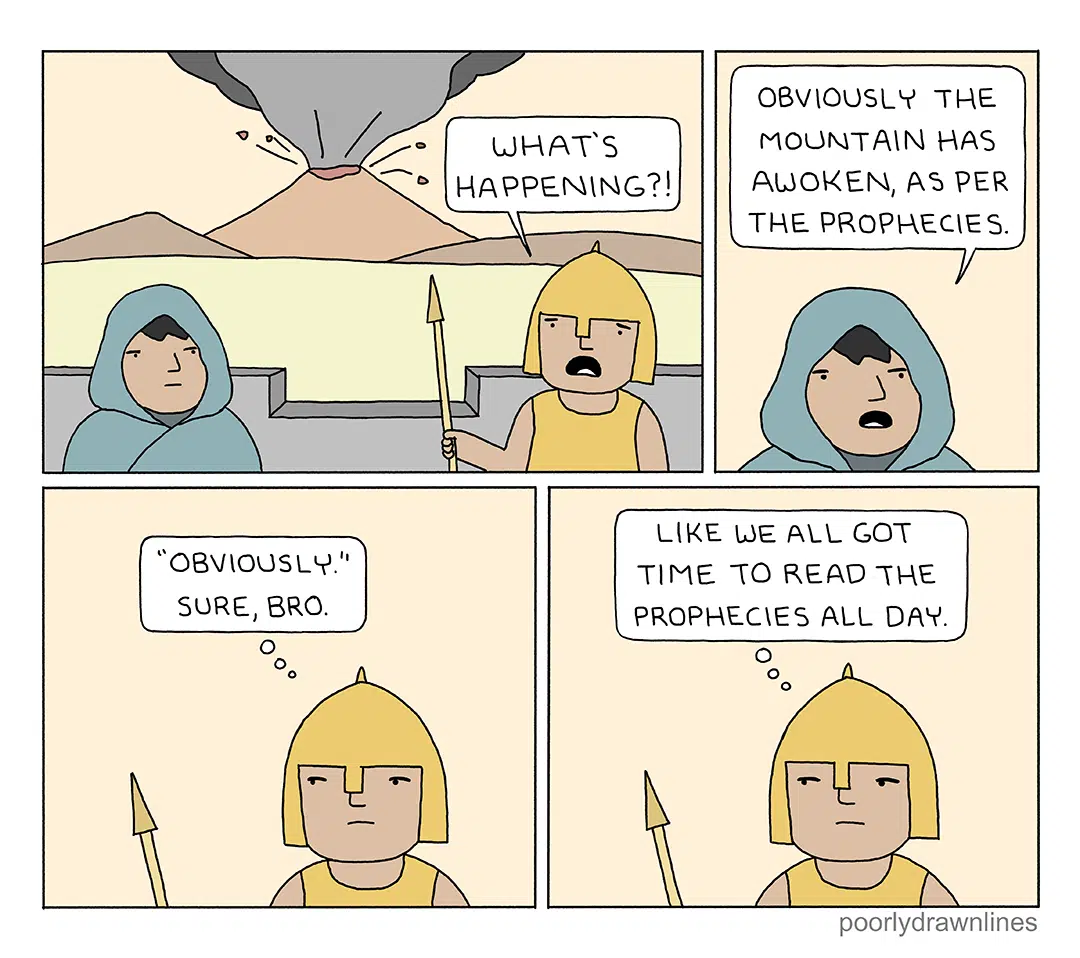 WHAT'S
HAPPENING?!
OBVIOUSLY THE
MOUNTAIN HAS
AWOKEN, AS PER
THE PROPHECIES.
"OBVIOUSLY."
SURE, BRO.
LIKE WE ALL GOT
TIME TO READ THE
PROPHECIES ALL DAY.
poorlydrawnlines